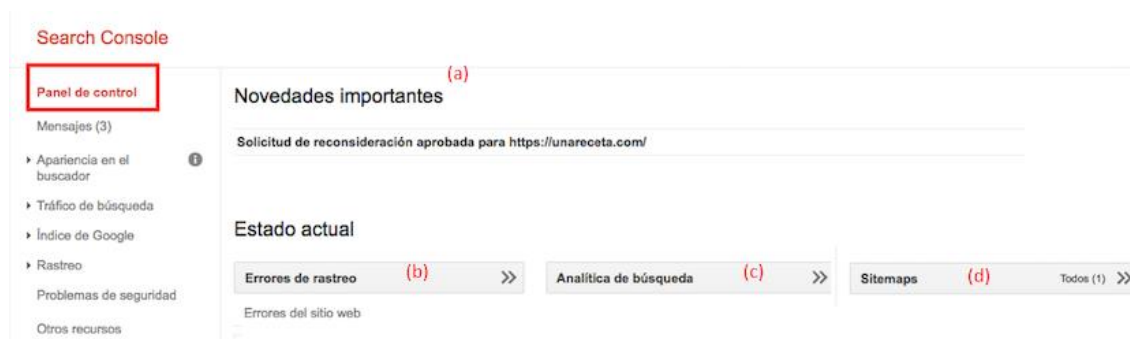 Search Console
Panel de control
Mensajes (3)
Apariencia en el
buscador
Tráfico de búsqueda
Índice de Google
Rastreo
Problemas de seguridad
Otros recursos
(a)
Novedades importantes
Solicitud de reconsideración aprobada para https://unareceta.com/
Estado actual
Errores de rastreo (b) »
Analítica de búsqueda (c) »
Sitemaps (d) Todos (1) »
Errores del sitio web